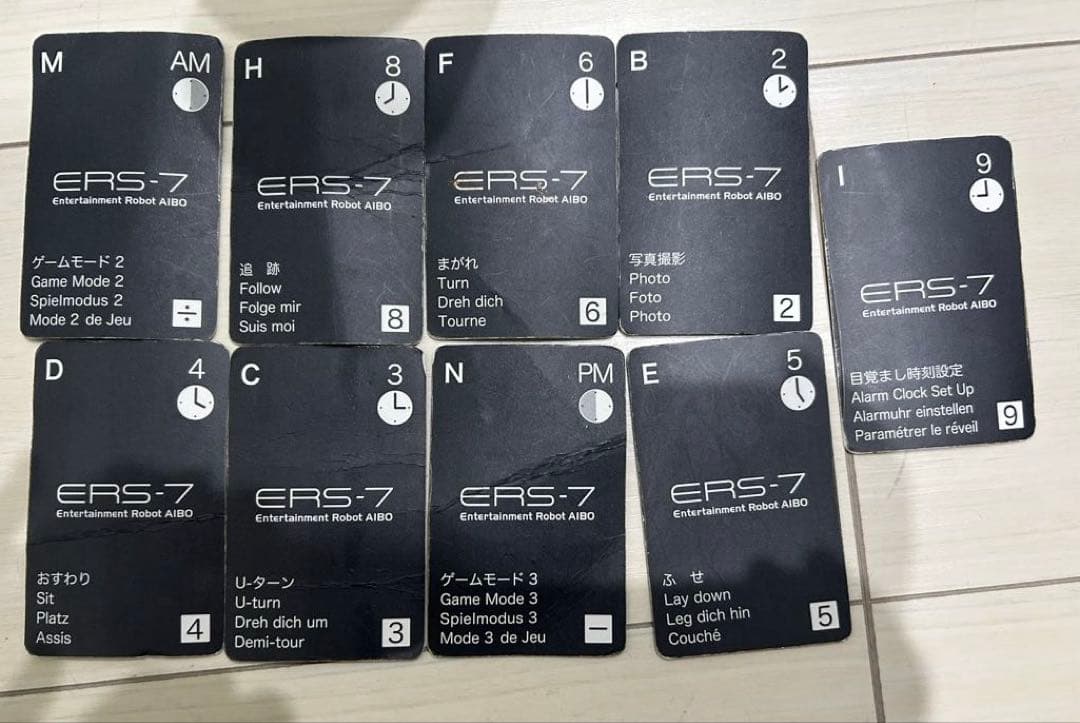 M
AM
ERS-7
Entertainment Robot AIBO
ゲームモード 2
Game Mode 2
Spielmodus 2
Mode 2 de Jeu
÷
H
8
ERS-7
Entertainment Robot AIBO
追 跡
Follow
Folge mir
Suis moi
8
F
6
ERS-7
Entertainment Robot AIBO
まがれ
Turn
Dreh dich
Tourne
6
B
2
ERS-7
Entertainment Robot AIBO
写真撮影
Photo
Foto
Photo
2
I
9
ERS-7
Entertainment Robot AIBO
目覚まし時刻設定
Alarm Clock Set Up
Alarmuhr einstellen
Paramétrer le réveil
9
D
4
ERS-7
Entertainment Robot AIBO
おすわり
Sit
Platz
Assis
4
C
3
ERS-7
Entertainment Robot AIBO
U-ターン
U-turn
Dreh dich um
Demi-tour
3
N
PM
ERS-7
Entertainment Robot AIBO
ゲームモード 3
Game Mode 3
Spielmodus 3
Mode 3 de Jeu
−
E
5
ERS-7
Entertainment Robot AIBO
ふ せ
Lay down
Leg dich hin
Couché
5